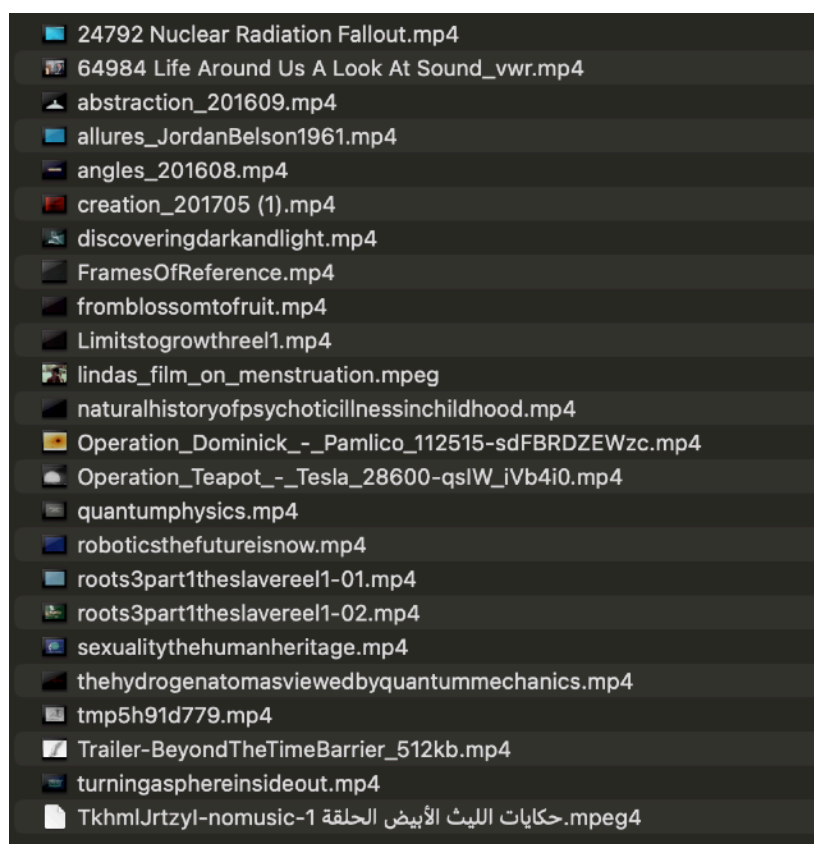 24792 Nuclear Radiation Fallout.mp4
64984 Life Around Us A Look At Sound_vwr.mp4
abstraction_201609.mp4
allures_JordanBelson1961.mp4
angles_201608.mp4
creation_201705 (1).mp4
discoveringdarkandlight.mp4
FramesOfReference.mp4
fromblossomtofruit.mp4
Limitstogrowthreel1.mp4
lindas_film_on_menstruation.mpeg
naturalhistoryofpsychoticillnessinchildhood.mp4
Operation_Dominick_-_Pamlico_112515-sdFBRDZEWzc.mp4
Operation_Teapot_-_Tesla_28600-qsIW_iVb4i0.mp4
quantumphysics.mp4
roboticsthefutureisnow.mp4
roots3part1theslavereel1-01.mp4
roots3part1theslavereel1-02.mp4
sexualitythehumanheritage.mp4
thehydrogenatomasviewedbyquantummechanics.mp4
tmp5h91d779.mp4
Trailer-BeyondTheTimeBarrier_512kb.mp4
turningasphereinsideout.mp4
TkhmlJrtzyI-nomusic-1 حكايات الليث الأبيض الحلقة.mpeg4